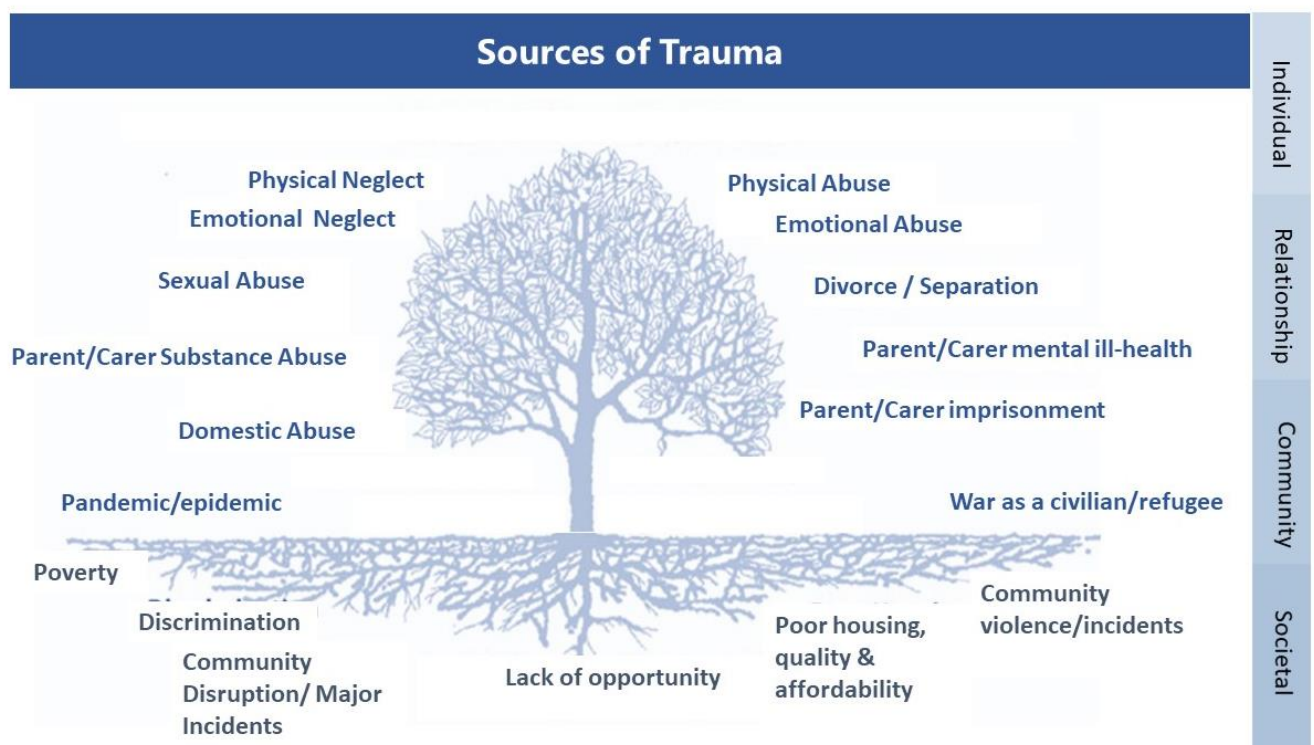 Sources of Trauma
Physical Neglect
Physical Abuse
Emotional Neglect
Emotional Abuse
Sexual Abuse
Divorce / Separation
Parent/Carer Substance Abuse
Parent/Carer mental ill-health
Parent/Carer imprisonment
Domestic Abuse
Pandemic/epidemic
War as a civilian/refugee
Poverty
Discrimination
Community
Disruption/ Major
Incidents
Lack of opportunity
Poor housing,
quality &
affordability
Community
violence/incidents
Individual
Relationship
Community
Societal